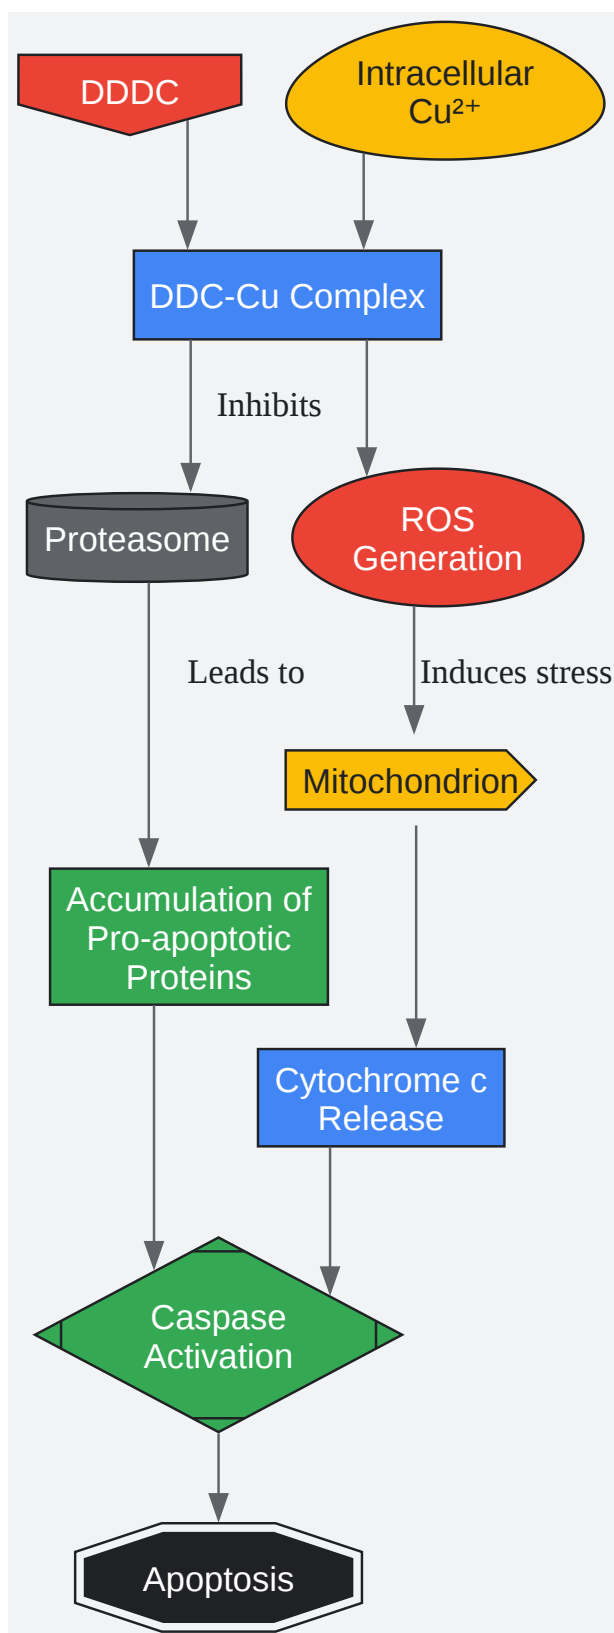 DDDC
Intracellular
Cu²⁺
DDC-Cu Complex
Inhibits
Proteasome
ROS
Generation
Leads to
Induces stress
Mitochondrion
Accumulation of
Pro-apoptotic
Proteins
Cytochrome c
Release
Caspase
Activation
Apoptosis